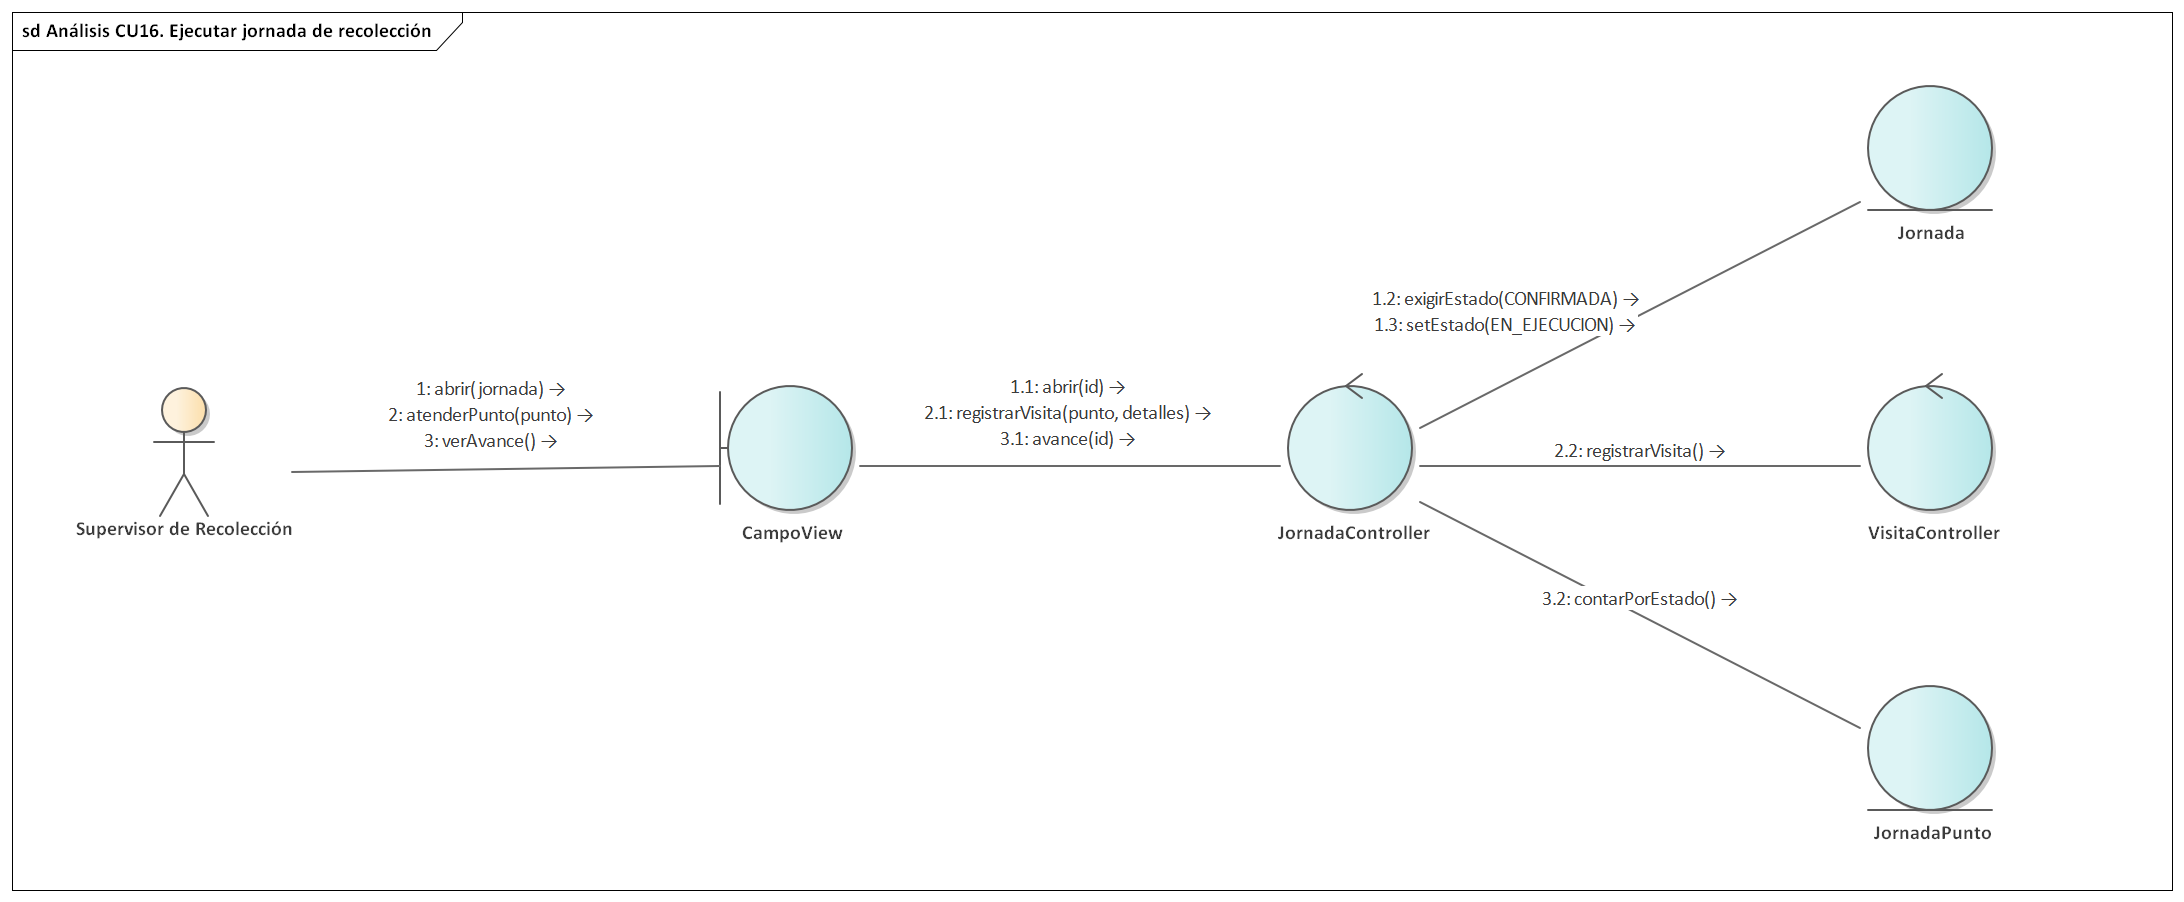 sd Análisis CU16. Ejecutar jornada de recolección
Jornada
1.2: exigirEstado(CONFIRMADA) →
1.3: setEstado(EN_EJECUCION) →
1: abrir(jornada) →
2: atenderPunto(punto) →
3: verAvance() →
1.1: abrir(id) →
2.1: registrarVisita(punto, detalles) →
3.1: avance(id) →
2.2: registrarVisita() →
Supervisor de Recolección
CampoView
JornadaController
VisitaController
3.2: contarPorEstado() →
JornadaPunto